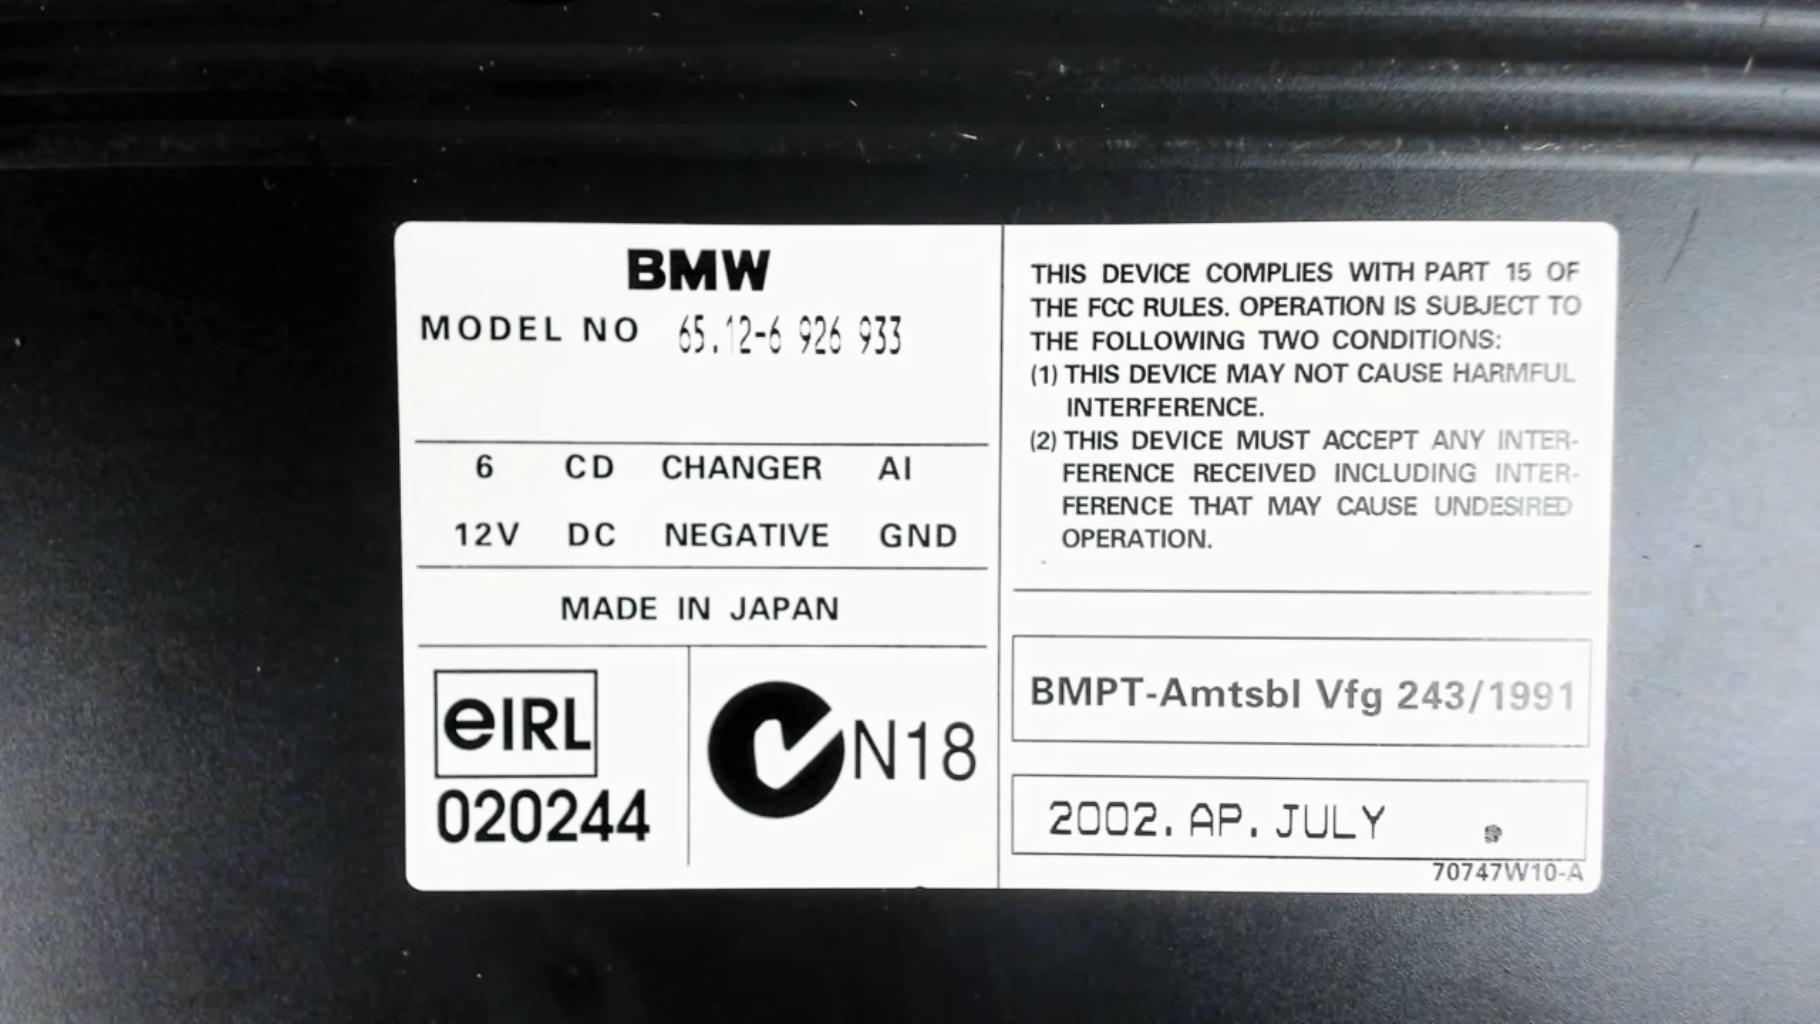 BMW
MODEL NO 65.12-6 926 933
6 CD CHANGER AI
12V DC NEGATIVE GND
MADE IN JAPAN
eIRL
020244
N18
THIS DEVICE COMPLIES WITH PART 15 OF
THE FCC RULES. OPERATION IS SUBJECT TO
THE FOLLOWING TWO CONDITIONS:
(1) THIS DEVICE MAY NOT CAUSE HARMFUL
INTERFERENCE.
(2) THIS DEVICE MUST ACCEPT ANY INTER-
FERENCE RECEIVED INCLUDING INTER-
FERENCE THAT MAY CAUSE UNDESIRED
OPERATION.
BMPT-Amtsbl Vfg 243/1991
2002. AP. JULY
70747W10-A